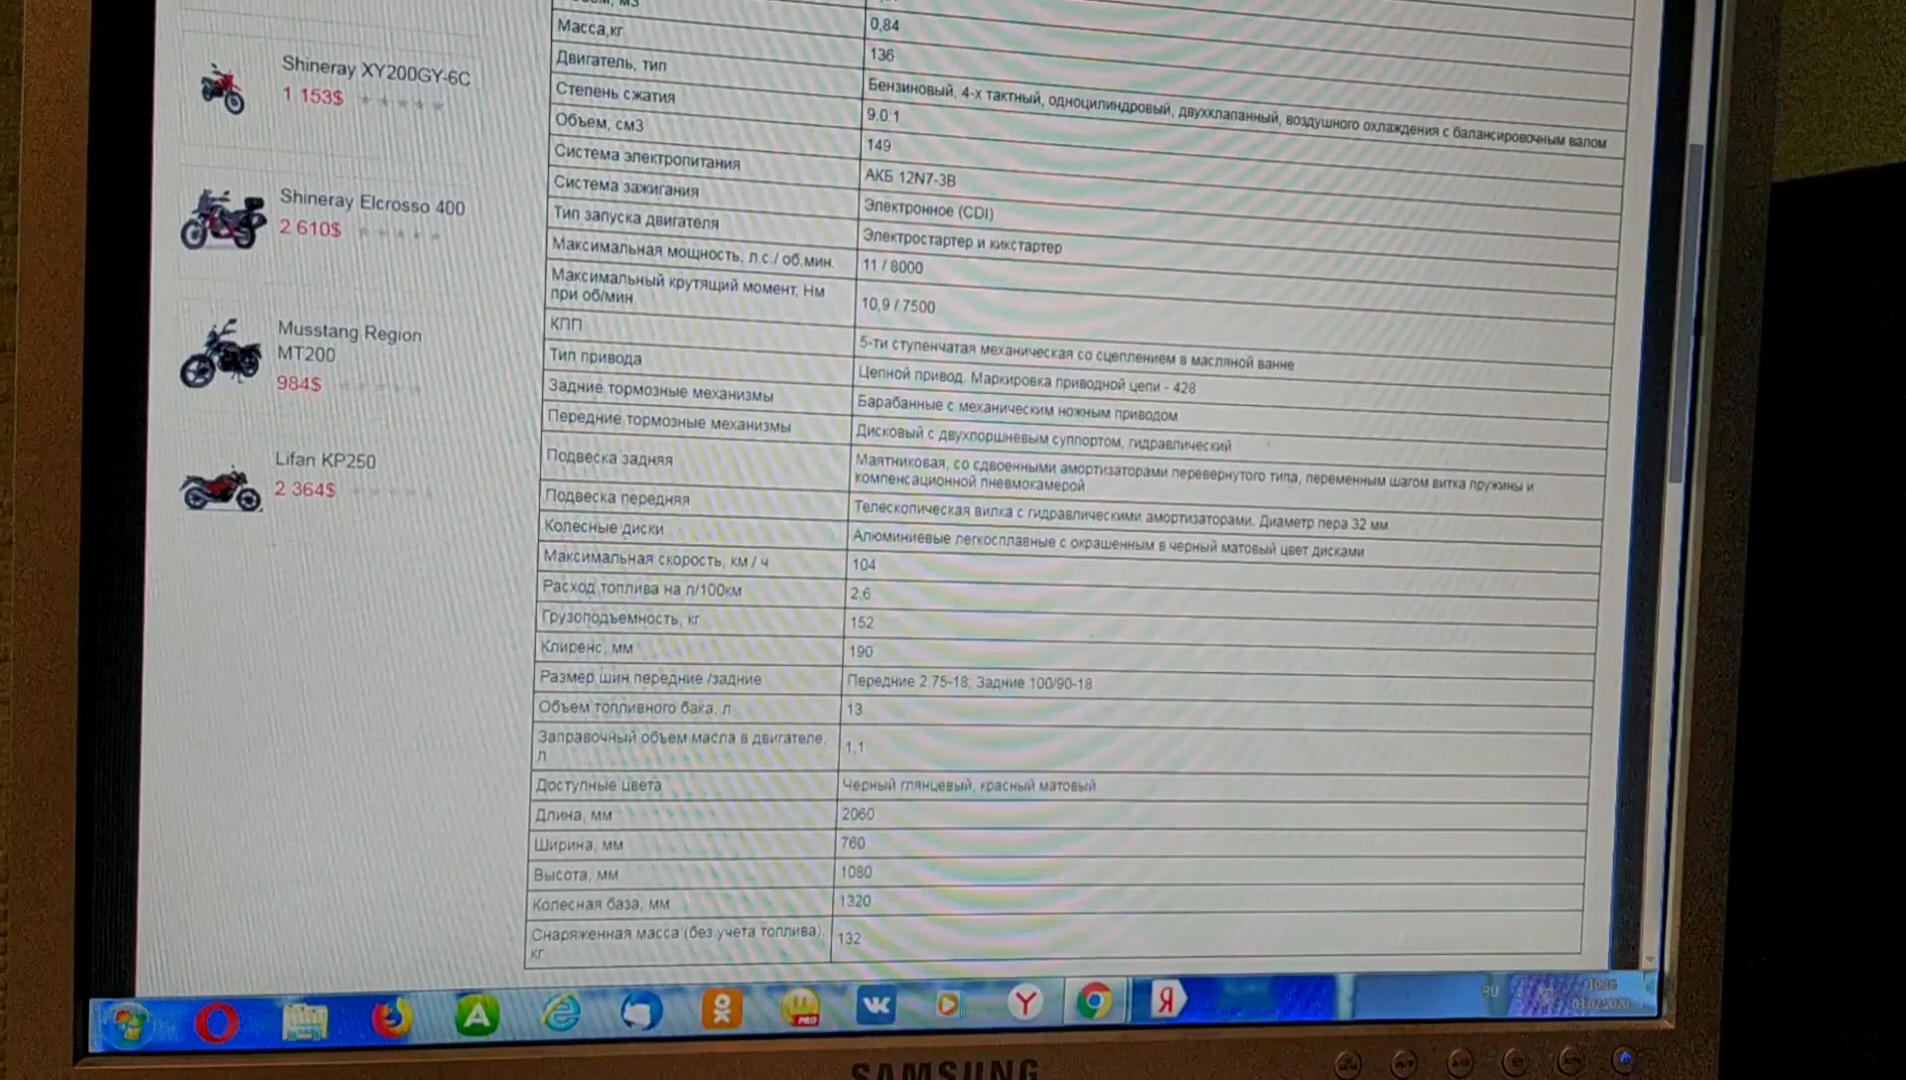 Shineray XY200GY-6C
1 153$
Shineray Elcrosso 400
2 610$
Musstang Region
MT200
984$
Lifan KP250
2 364$
м3
Масса,кг
0,84
Двигатель, тип
136
Степень сжатия
Бензиновый, 4-х тактный, одноцилиндровый, двухклапанный, воздушного охлаждения с балансировочным валом
Объем, см3
9.0:1
Система электропитания
149
Система зажигания
АКБ 12N7-3B
Тип запуска двигателя
Электронное (CDI)
Максимальная мощность, л.с./ об.мин.
Электростартер и кикстартер
11 / 8000
Максимальный крутящий момент, Нм
при об/мин
10,9 / 7500
КПП
5-ти ступенчатая механическая со сцеплением в масляной ванне
Тип привода
Цепной привод. Маркировка приводной цепи - 428
Задние тормозные механизмы
Барабанные с механическим ножным приводом
Передние тормозные механизмы
Дисковый с двухпоршневым суппортом, гидравлический
Подвеска задняя
Маятниковая, со сдвоенными амортизаторами перевернутого типа, переменным шагом витка пружины и
компенсационной пневмокамерой
Подвеска передняя
Телескопическая вилка с гидравлическими амортизаторами. Диаметр пера 32 мм
Колесные диски
Алюминиевые легкосплавные с окрашенным в черный матовый цвет дисками
Максимальная скорость, км / ч
104
Расход топлива на л/100км
2,6
Грузоподъемность, кг
152
Клиренс, мм
190
Размер шин передние /задние
Передние 2.75-18; Задние 100/90-18
Объем топливного бака, л
13
Заправочный объем масла в двигателе,
л
1,1
Доступные цвета
Черный глянцевый, красный матовый
Длина, мм
2060
Ширина, мм
760
Высота, мм
1080
Колесная база, мм
1320
Снаряженная масса (без учета топлива),
кг
132
RU
SAMSUNG